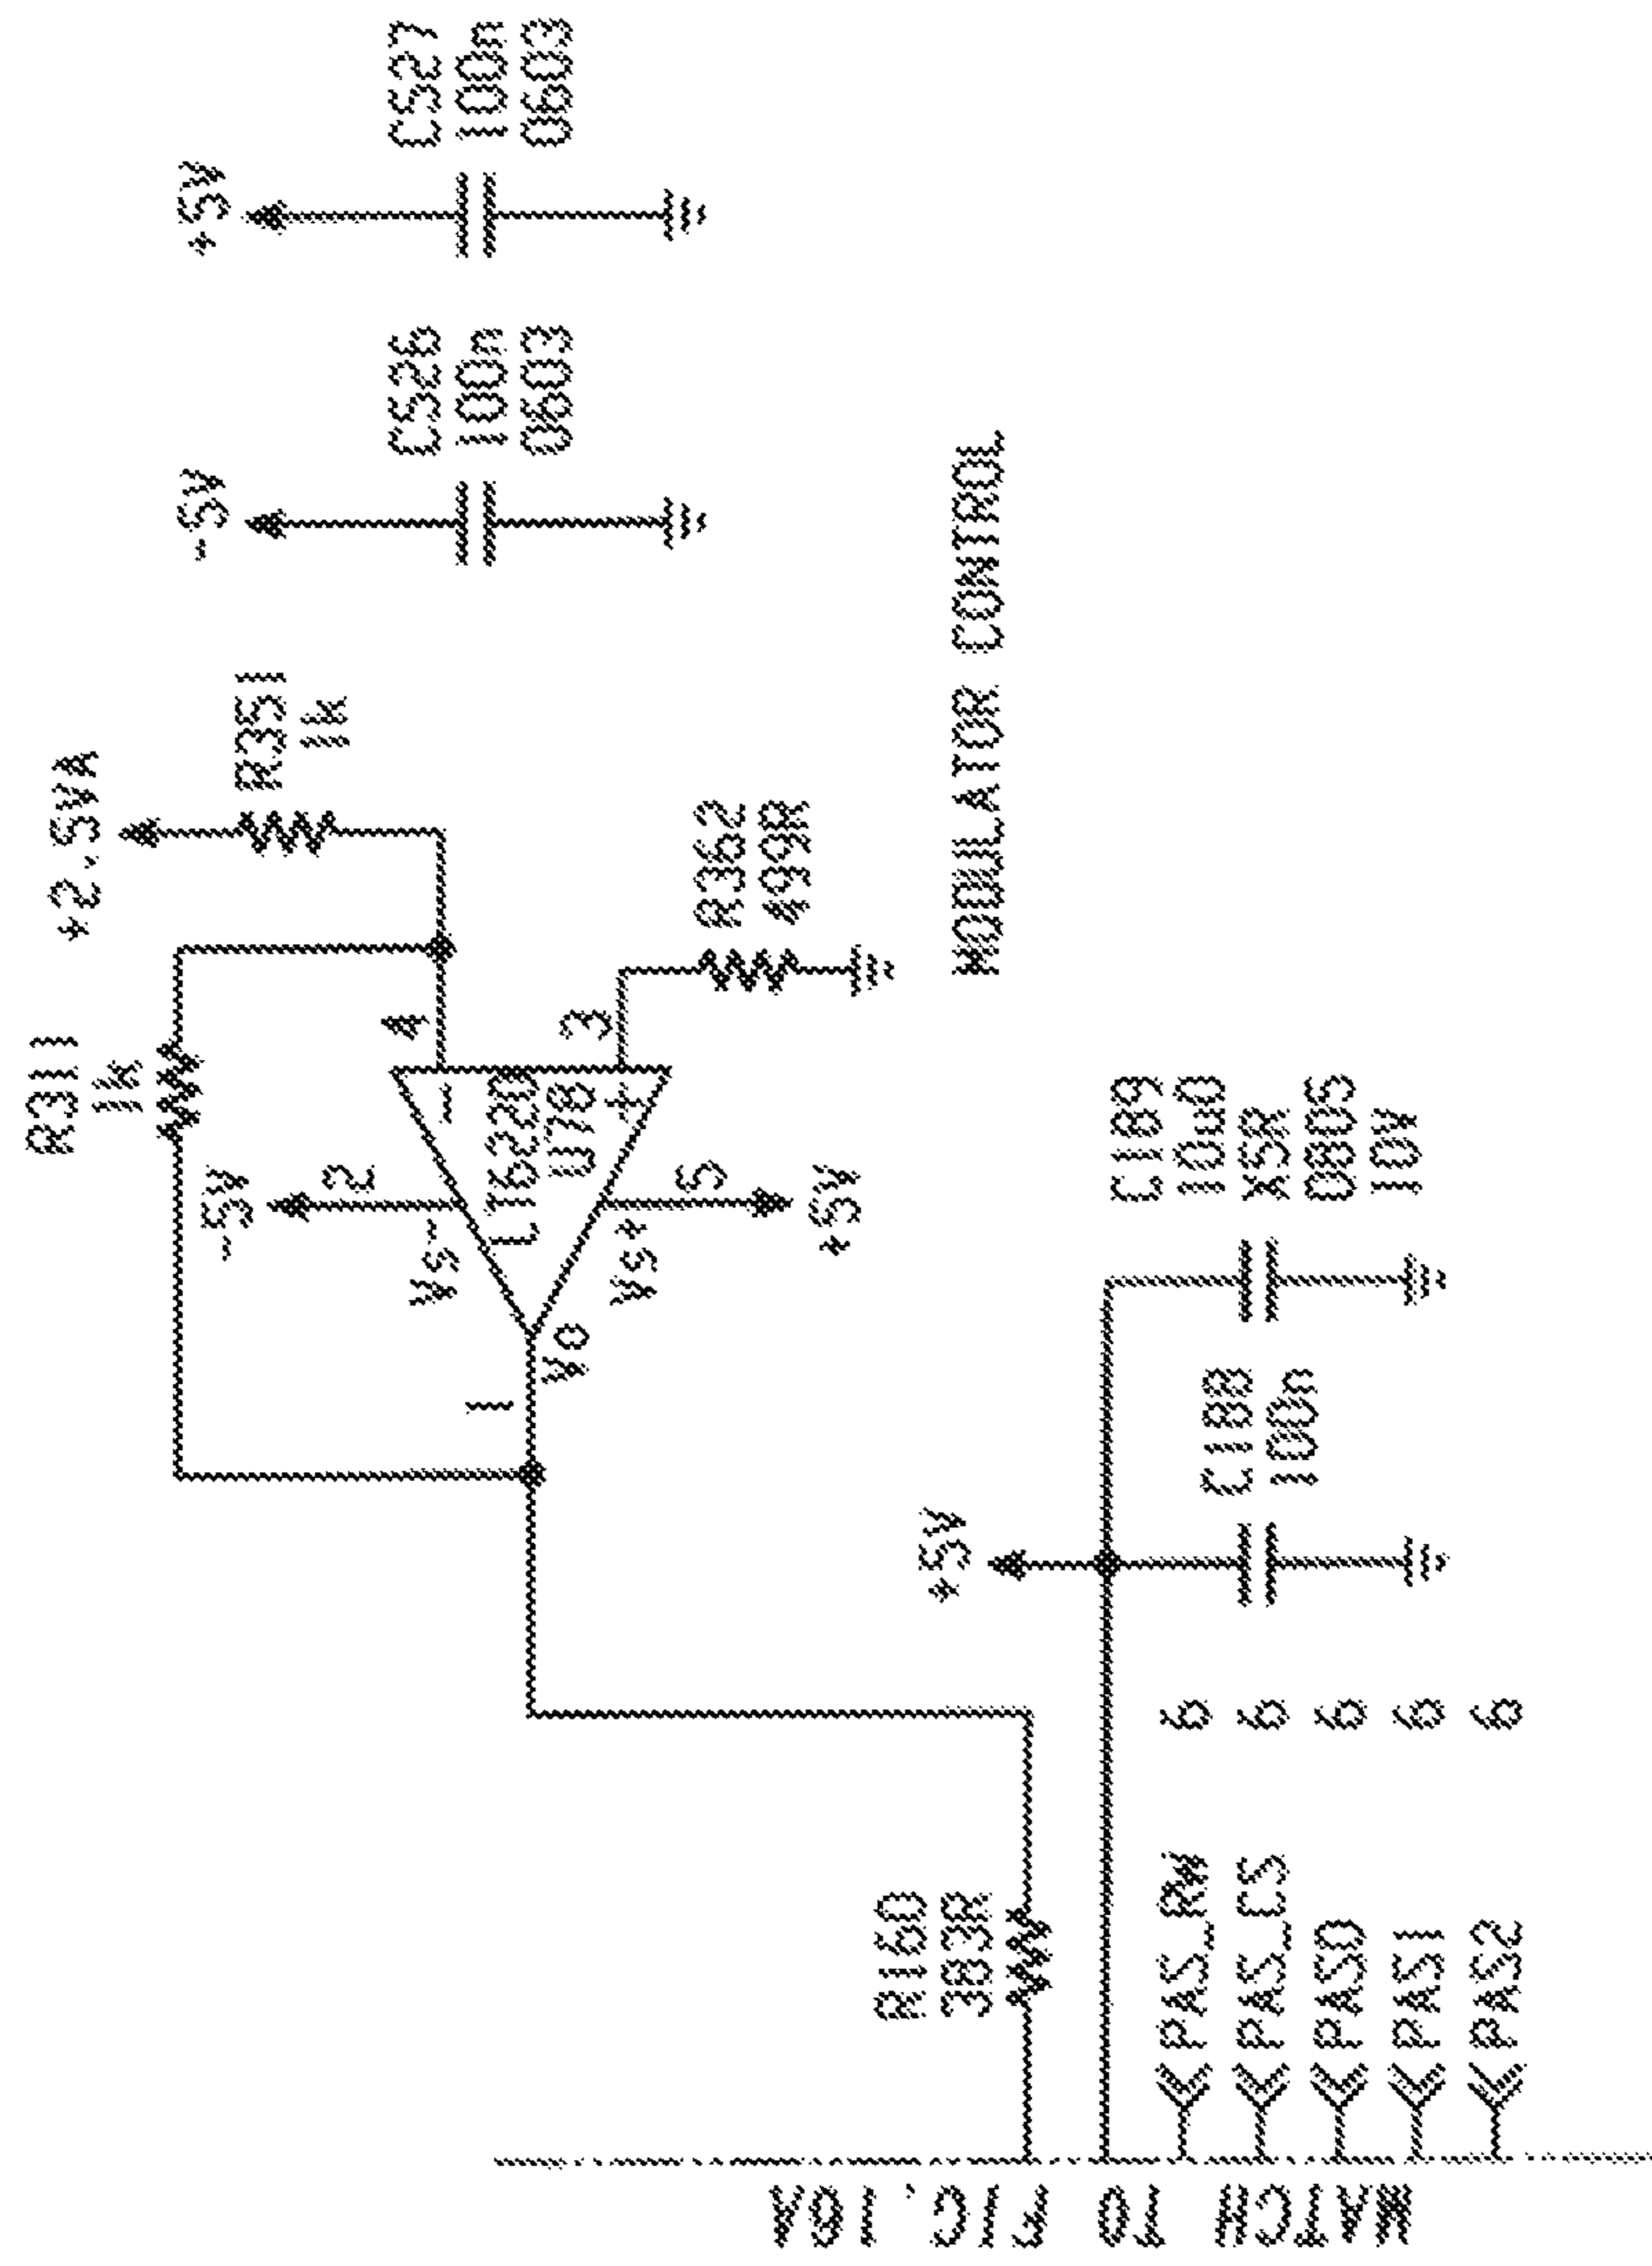 R311
1k
+2.5VA
R351
1k
-5V
+5V
C526
100n
0603
C527
100n
0603
-5V
2
Vs-
4
LT6220
U78
-
+
1
Vo
3
5
Vs+
+5V
R362
499R
MODULATOR CONTROL
R160
383R
+5V
C188
100n
C189
10u0
X5R
0805
10V
PAS_RW 6
PAS_CS 6
PAS0 6
PAS1 6
PAS2 6
MATCH TO FIG.16A